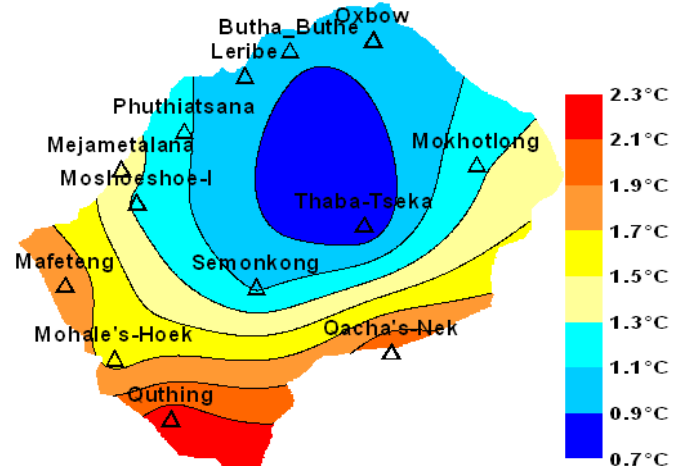 Oxbow
Butha_Buthe
Leribe
Phuthiatsana
Mejametalana
Mokhotlong
Moshoeshoe-I
Thaba-Tseka
Mafeteng
Semonkong
Mohale's-Hoek
Qacha's-Nek
Quthing
2.3°C
2.1°C
1.9°C
1.7°C
1.5°C
1.3°C
1.1°C
0.9°C
0.7°C